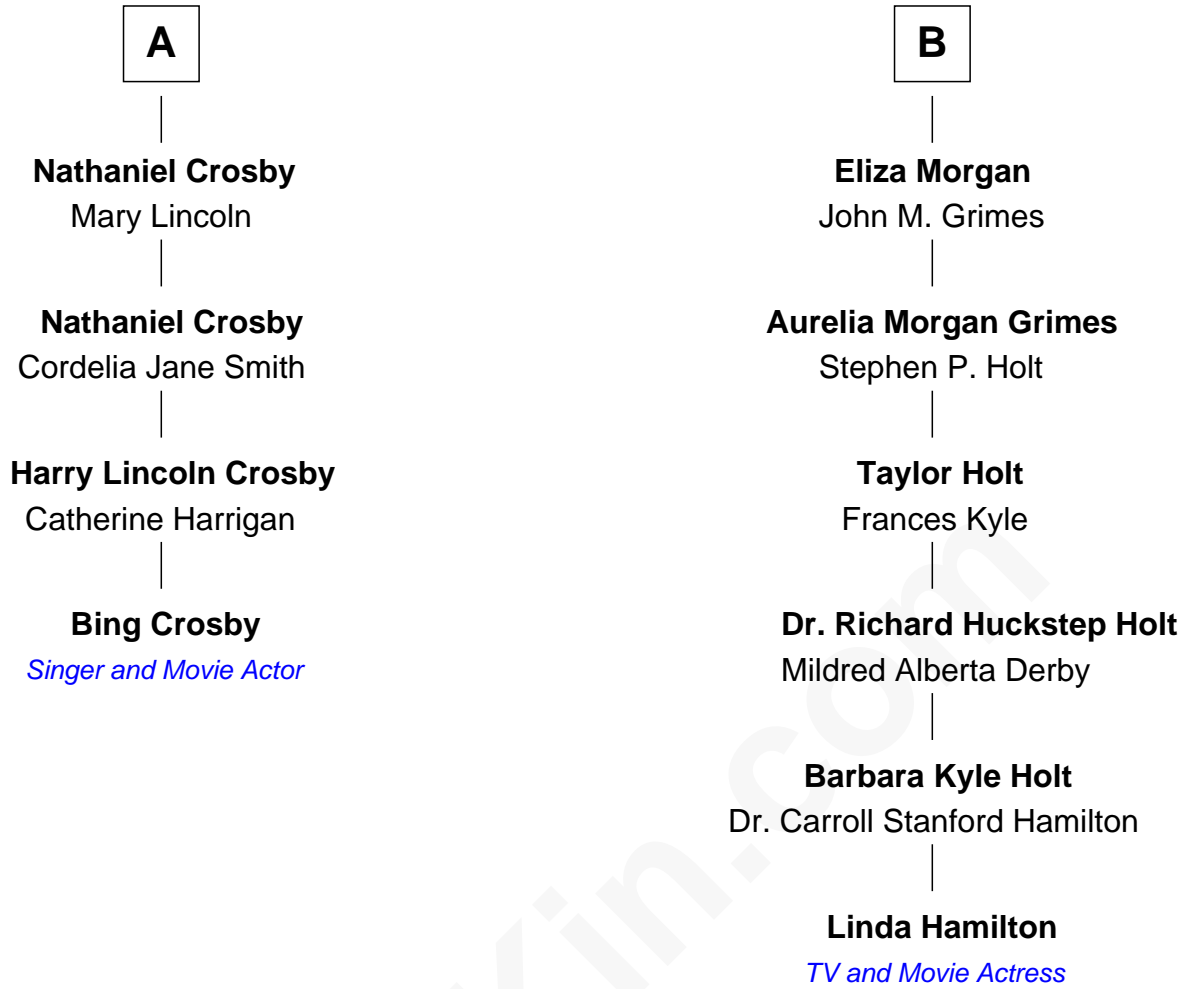 A
Nathaniel Crosby
Mary Lincoln
Nathaniel Crosby
Cordelia Jane Smith
Harry Lincoln Crosby
Catherine Harrigan
Bing Crosby
Singer and Movie Actor
B
Eliza Morgan
John M. Grimes
Aurelia Morgan Grimes
Stephen P. Holt
Taylor Holt
Frances Kyle
Dr. Richard Huckstep Holt
Mildred Alberta Derby
Barbara Kyle Holt
Dr. Carroll Stanford Hamilton
Linda Hamilton
TV and Movie Actress